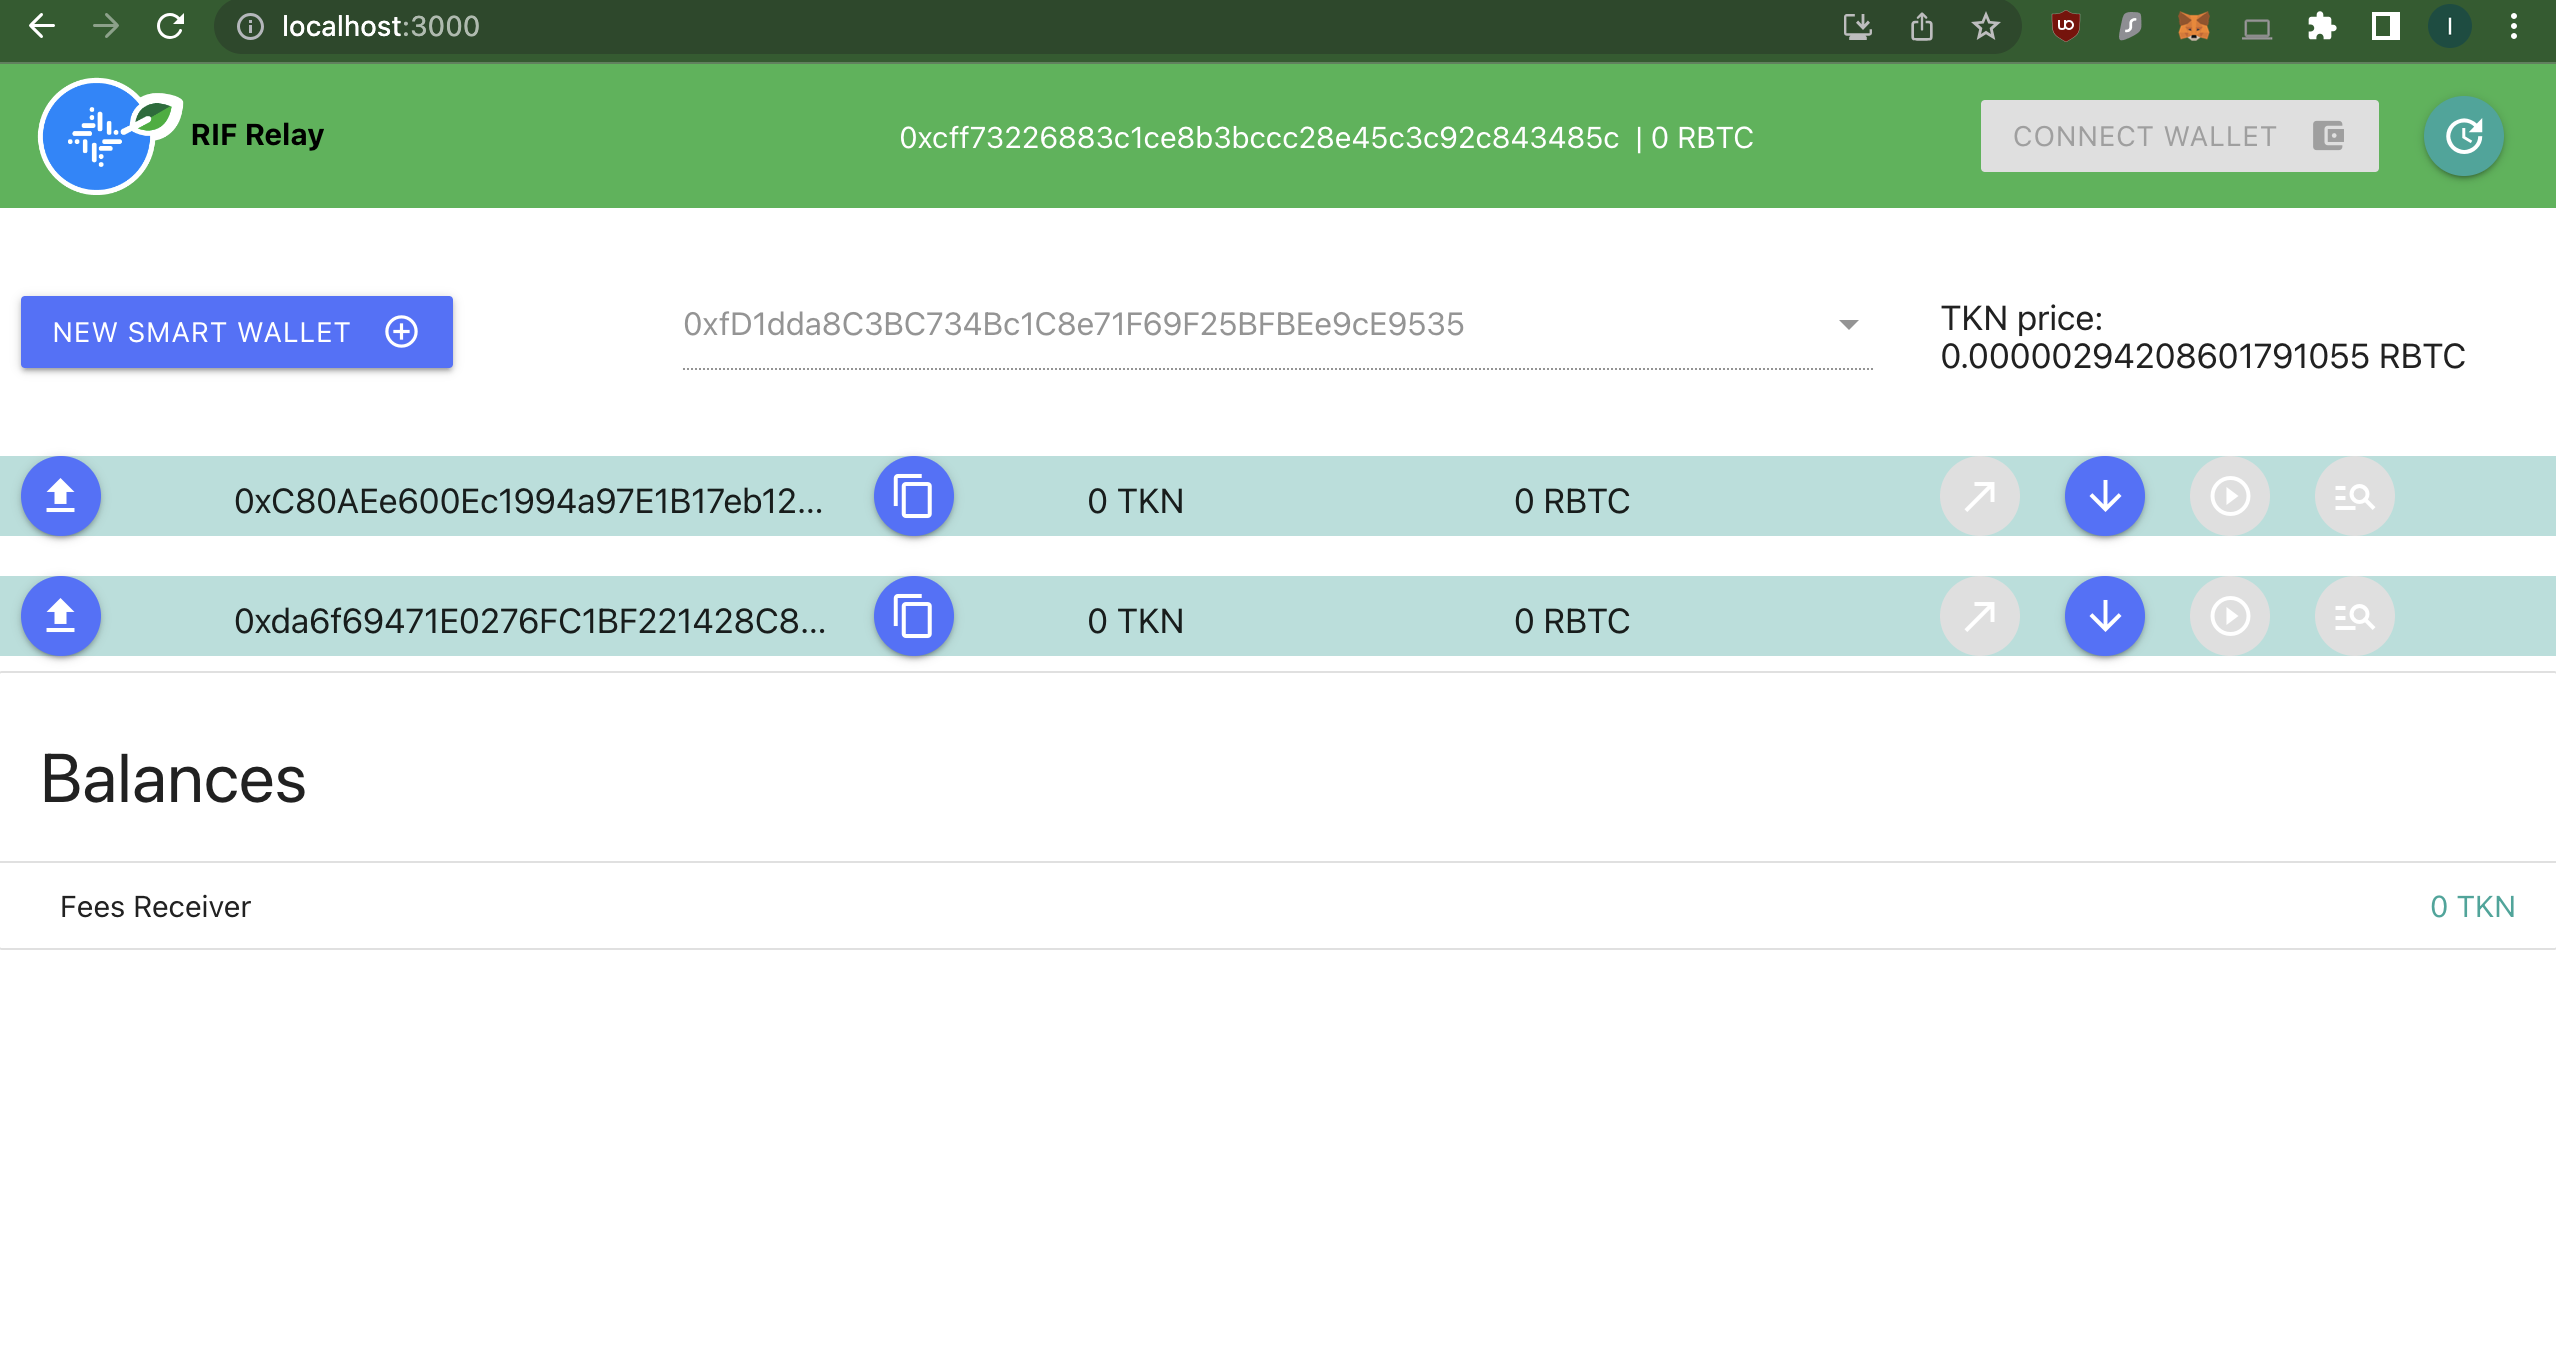 localhost:3000
RIF Relay
0xcff73226883c1ce8b3bccc28e45c3c92c843485c | 0 RBTC
CONNECT WALLET
NEW SMART WALLET
0xfD1dda8C3BC734Bc1C8e71F69F25BFBEe9cE9535
TKN price:
0.00000294208601791055 RBTC
0xC80AEe600Ec1994a97E1B17eb12... 0 TKN 0 RBTC
0xda6f69471E0276FC1BF221428C8... 0 TKN 0 RBTC
Balances
Fees Receiver 0 TKN